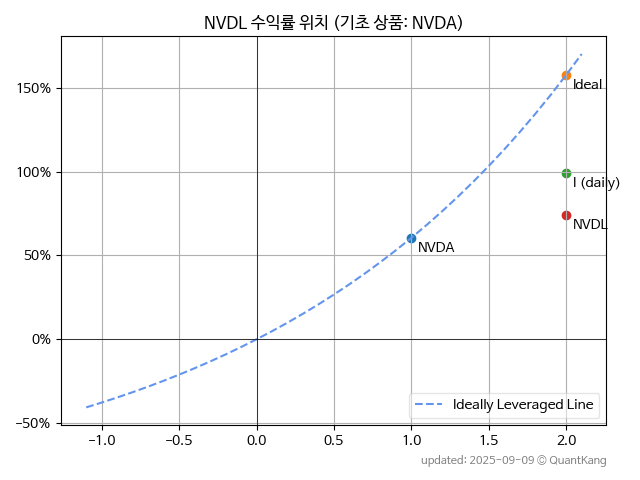 NVDL 수익률 위치 (기초 상품: NVDA)
150%
100%
50%
0%
−50%
Ideal
I (daily)
NVDL
NVDA
Ideally Leveraged Line
−1.0 −0.5 0.0 0.5 1.0 1.5 2.0
updated: 2025-09-09 © QuantKang